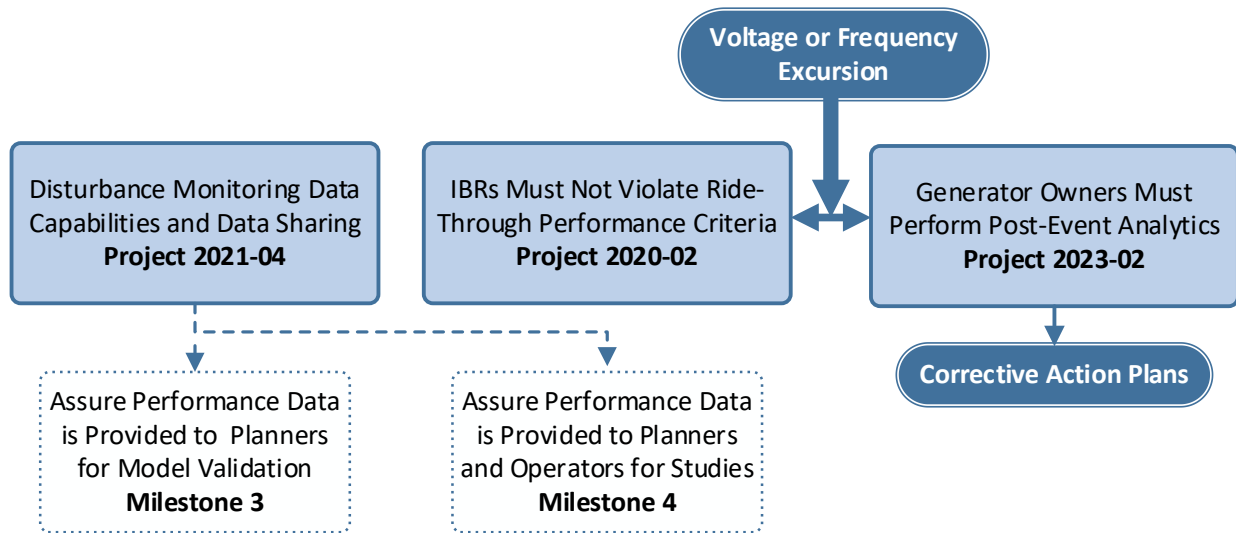 Voltage or Frequency
Excursion
Disturbance Monitoring Data
Capabilities and Data Sharing
Project 2021-04
IBRs Must Not Violate Ride-
Through Performance Criteria
Project 2020-02
Generator Owners Must
Perform Post-Event Analytics
Project 2023-02
Assure Performance Data
is Provided to Planners
for Model Validation
Milestone 3
Assure Performance Data
is Provided to Planners
and Operators for Studies
Milestone 4
Corrective Action Plans